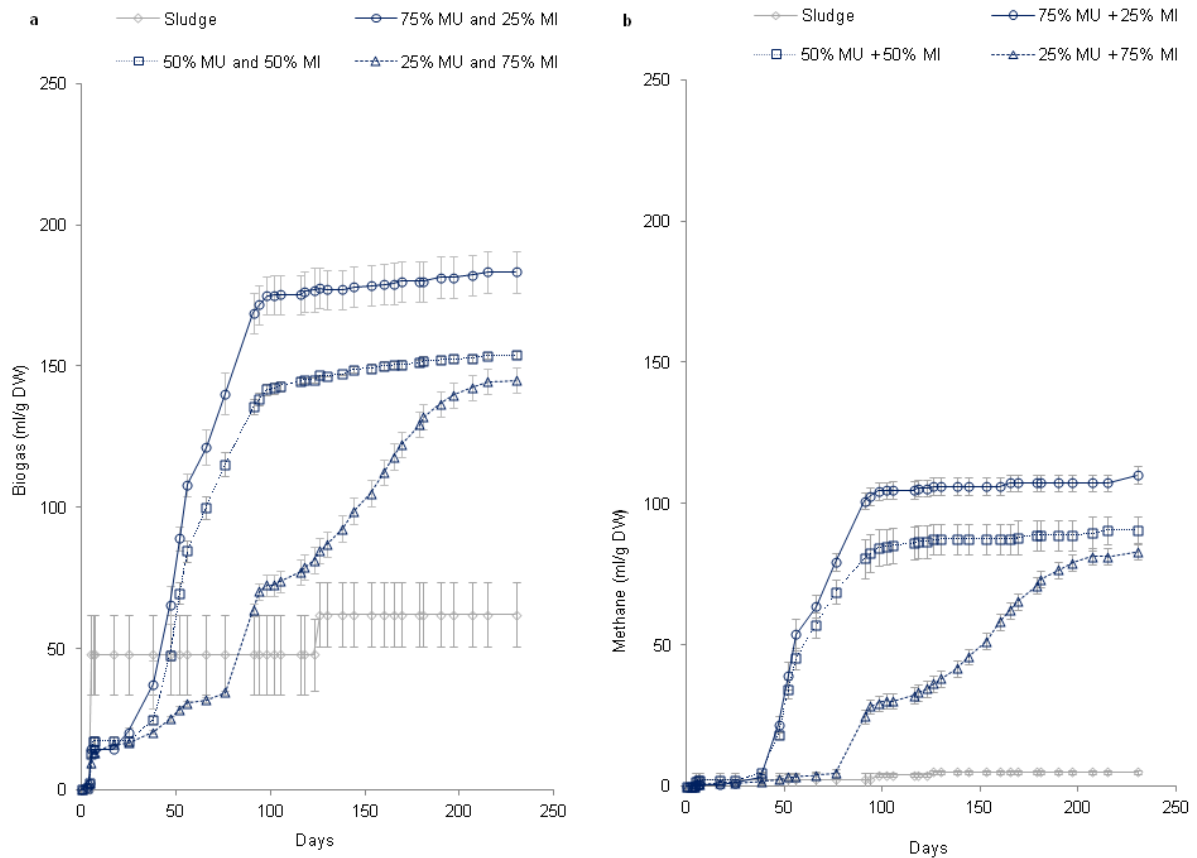 a
Sludge
75% MU and 25% MI
50% MU and 50% MI
25% MU and 75% MI
250
200
150
100
50
0
Biogas (ml/g DW)
0
50
100
150
200
250
Days
b
Sludge
75% MU +25% MI
50% MU +50% MI
25% MU +75% MI
250
200
150
100
50
0
Methane (ml/g DW)
0
50
100
150
200
250
Days